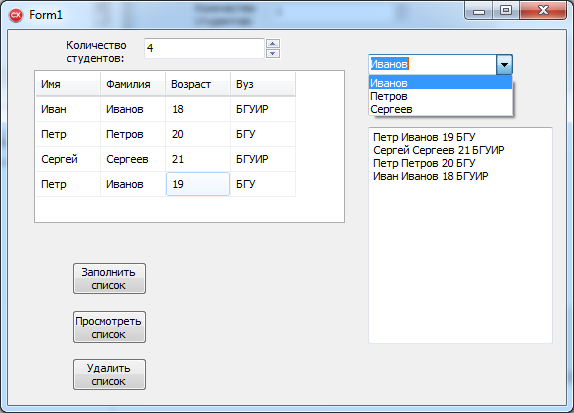 Form1
Количество
студентов:
4
Имя Фамилия Возраст Вуз
Иван Иванов 18 БГУИР
Петр Петров 20 БГУ
Сергей Сергеев 21 БГУИР
Петр Иванов 19 БГУ
Иванов
Иванов
Петров
Сергеев
Петр Иванов 19 БГУ
Сергей Сергеев 21 БГУИР
Петр Петров 20 БГУ
Иван Иванов 18 БГУИР
Заполнить
список
Просмотреть
список
Удалить
список